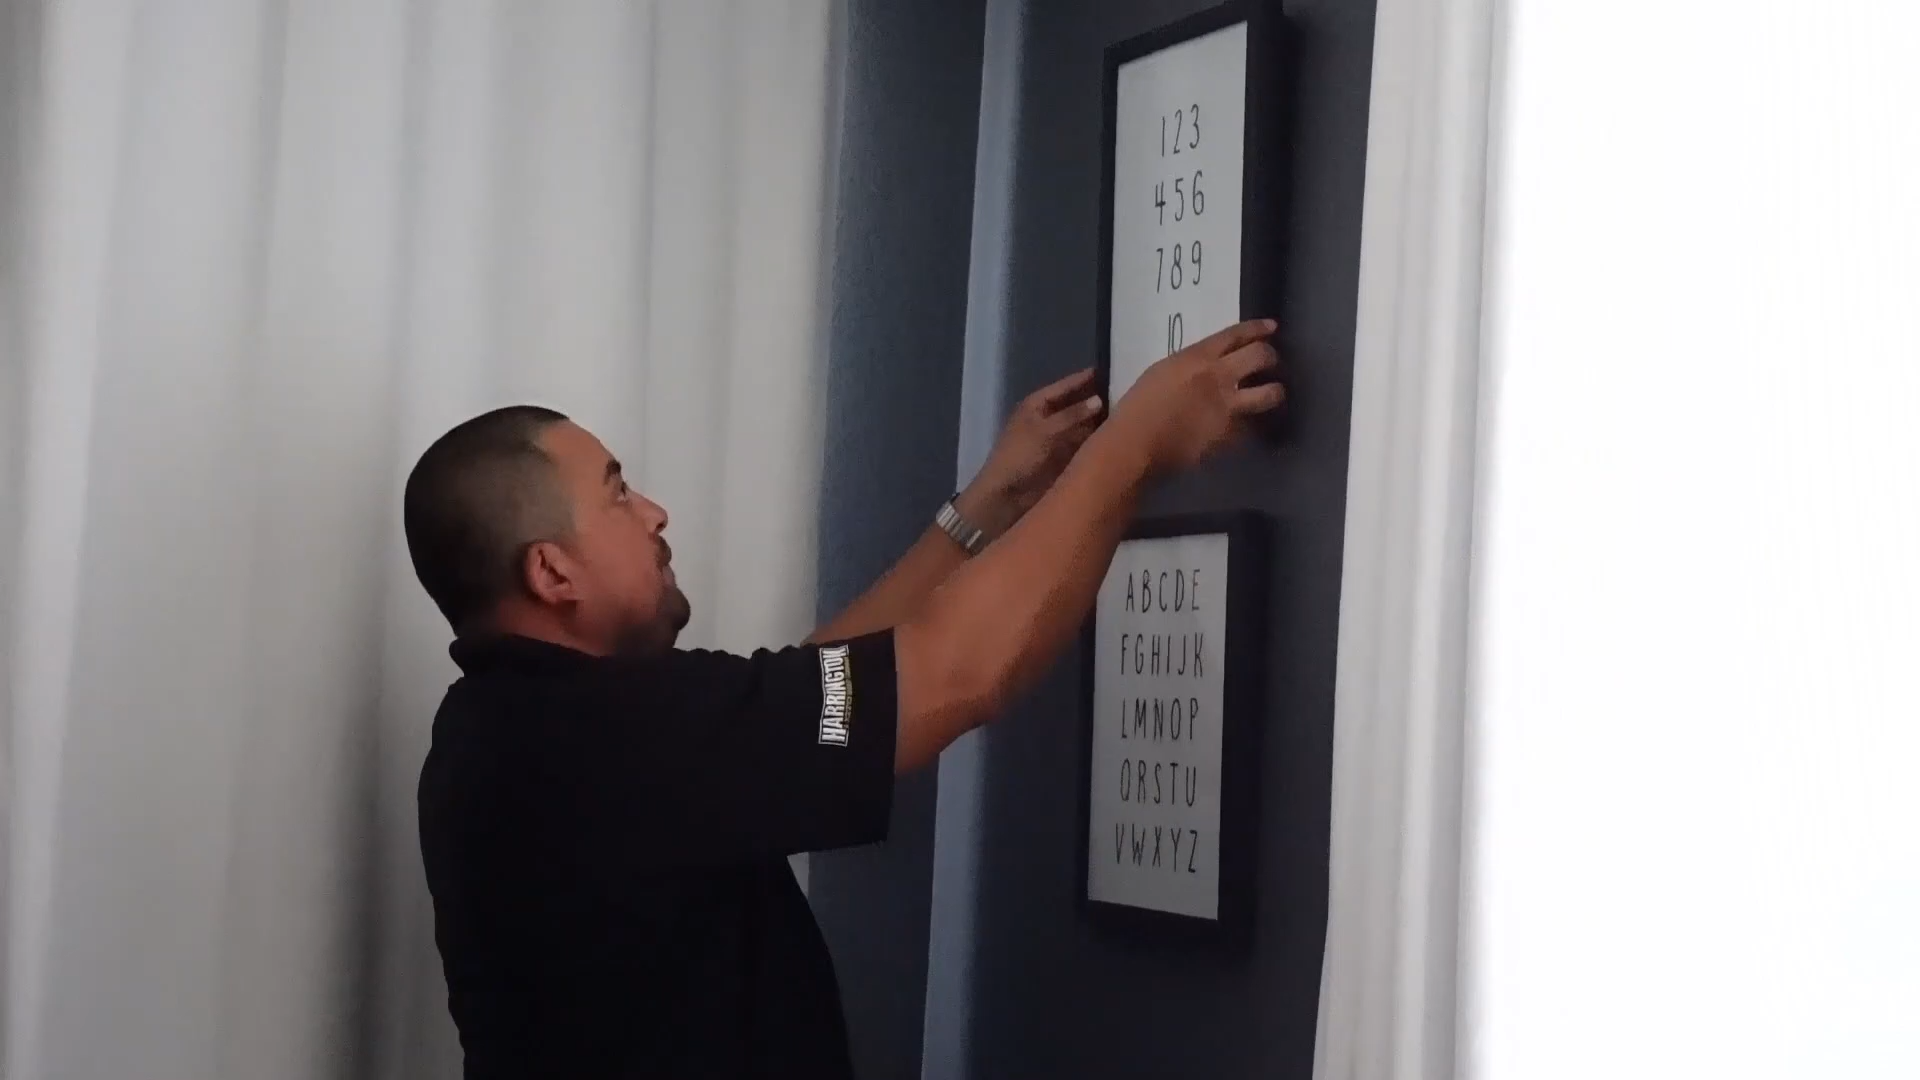 123
456
789
10
ABCDE
FGHIJK
LMNOP
QRSTU
VWXYZ
HARRINGTON